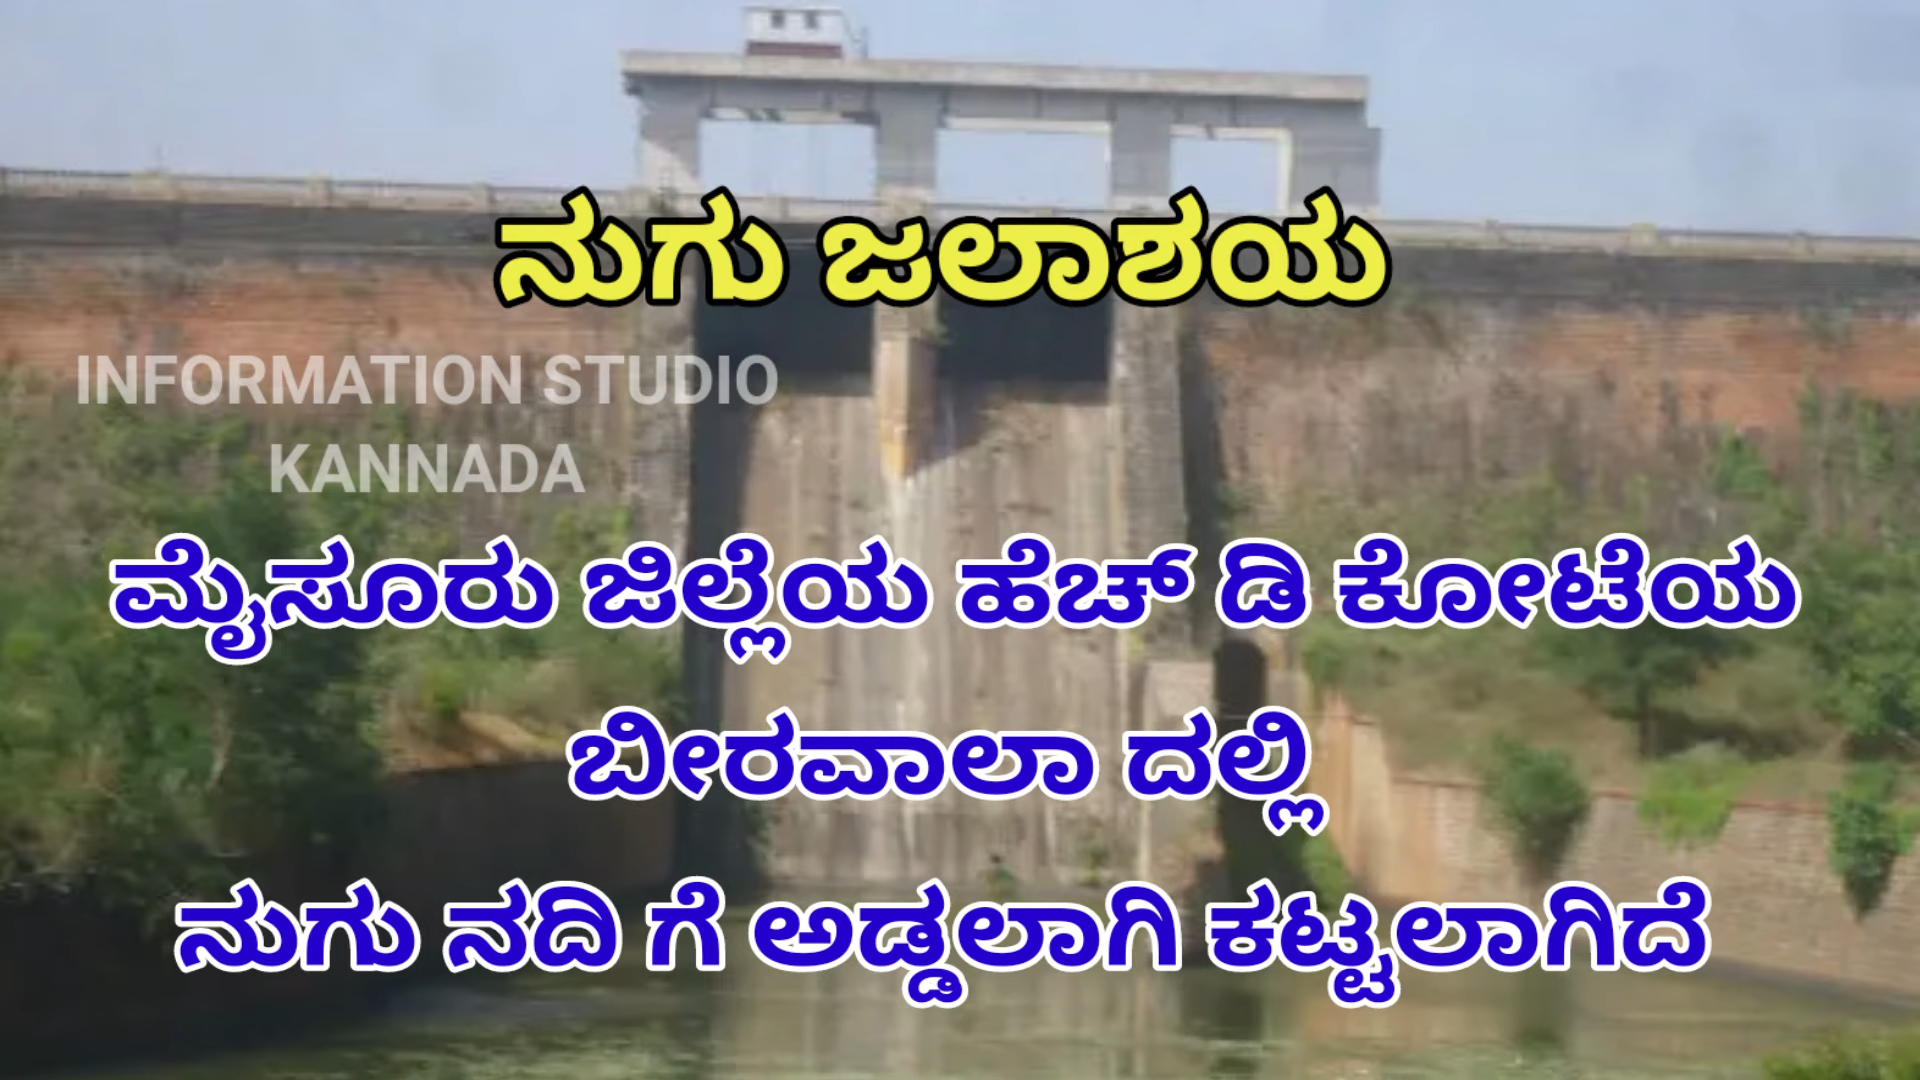 ನುಗು ಜಲಾಶಯ
INFORMATION STUDIO
KANNADA
ಮೈಸೂರು ಜಿಲ್ಲೆಯ ಹೆಚ್ ಡಿ ಕೋಟೆಯ
ಬೀರವಾಲಾ ದಲ್ಲಿ
ನುಗು ನದಿ ಗೆ ಅಡ್ಡಲಾಗಿ ಕಟ್ಟಲಾಗಿದೆ